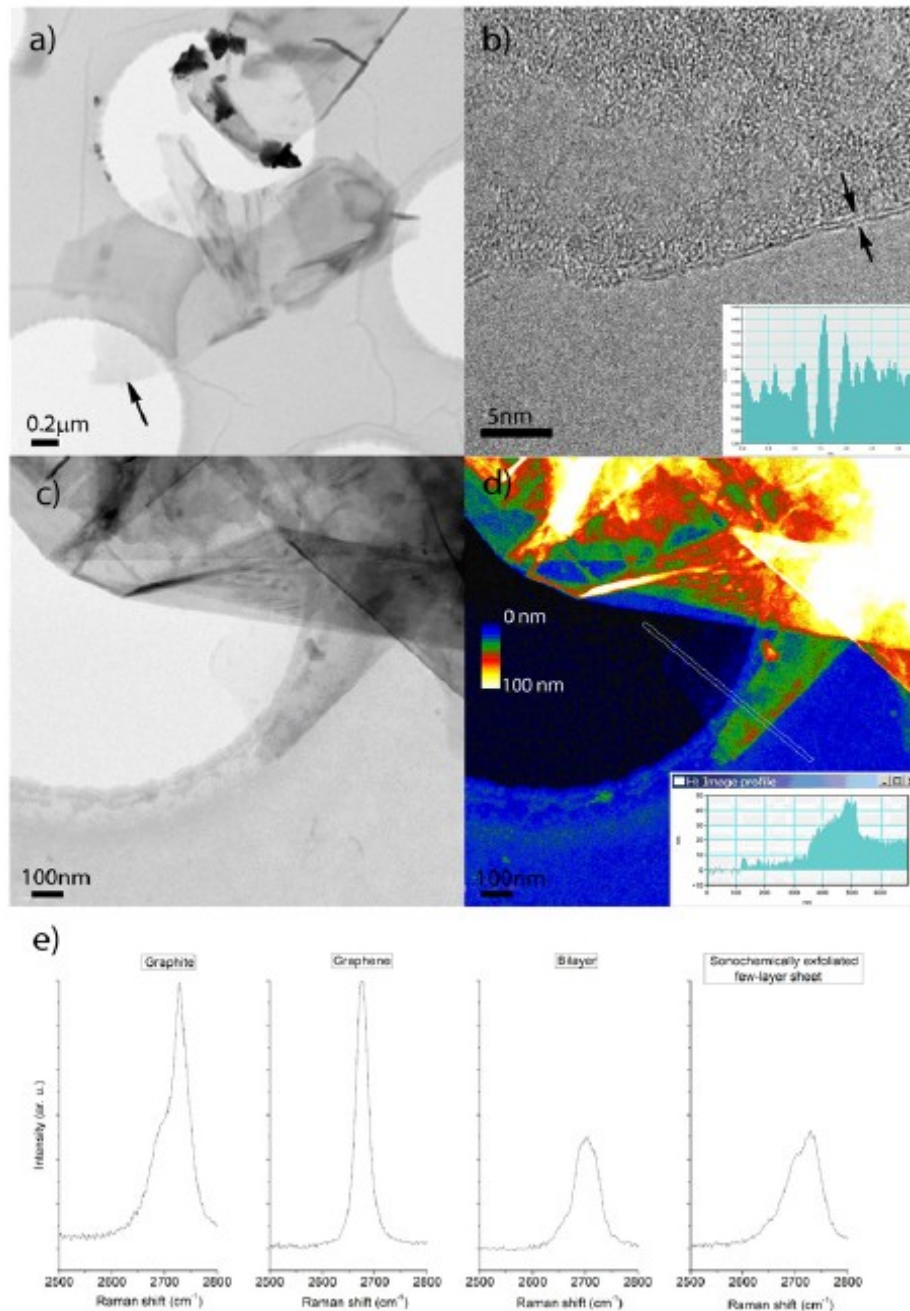 a)
0.2µm
b)
5nm
c)
100nm
d)
0 nm
100 nm
100nm
Image profile
e)
Graphite
Graphene
Bilayer
Sonochemically exfoliated
few-layer sheet
Intensity (ar. u.)
2500 2600 2700 2800
2500 2600 2700 2800
2500 2600 2700 2800
2500 2600 2700 2800
Raman shift (cm⁻¹)
Raman shift (cm⁻¹)
Raman shift (cm⁻¹)
Raman shift (cm⁻¹)